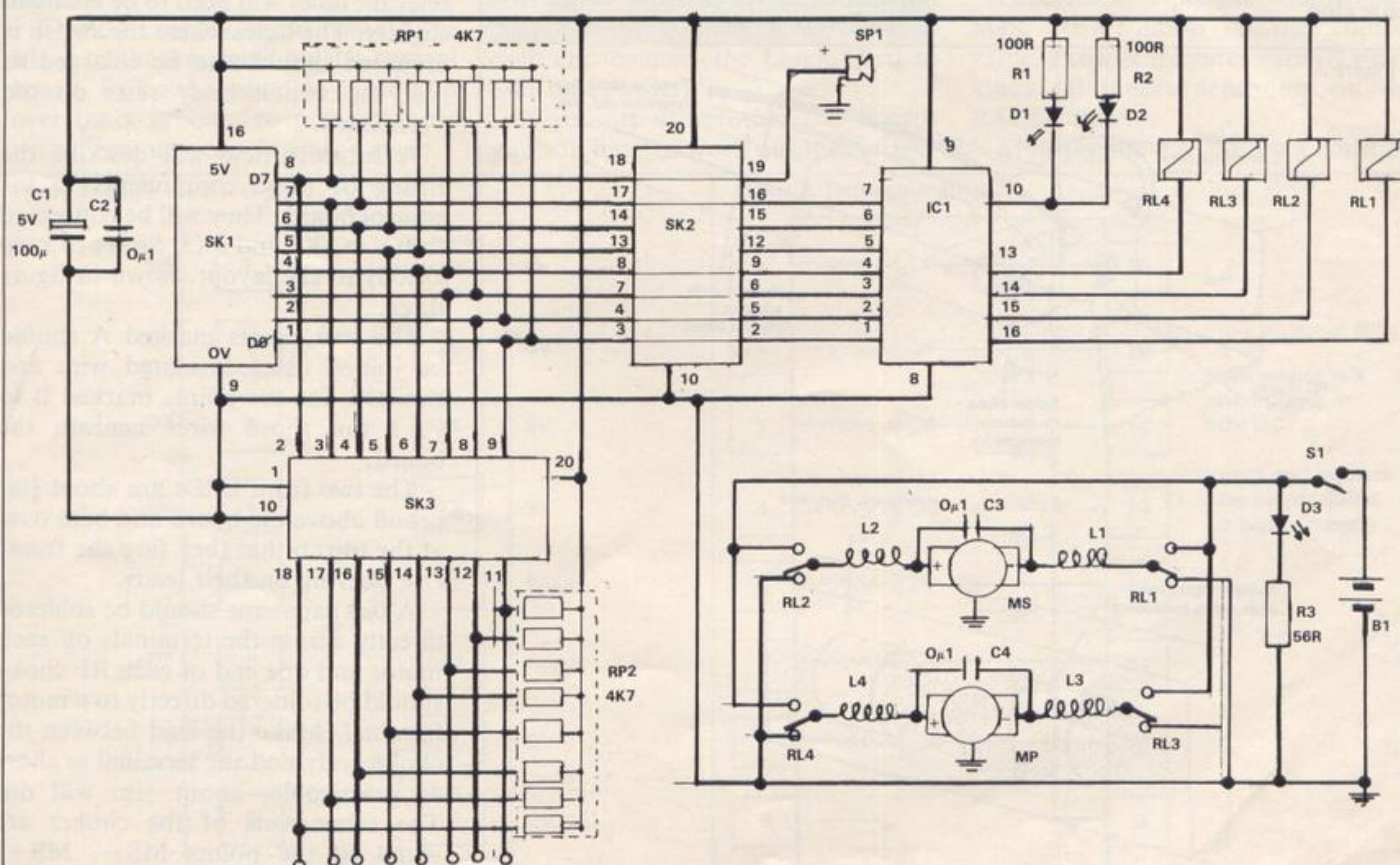 RP1 4K7
SP1
+
100R
R1
100R
R2
D1
D2
16
5V
8
D7
7
6
5
4
3
2
1
D0
C1
5V
100µ
C2
0µ1
SK1
0V
9
20
18
17
14
13
8
7
4
3
SK2
19
16
15
12
9
6
5
2
10
9
7
6
5
4
3
2
1
IC1
10
13
14
15
16
8
RL4
RL3
RL2
RL1
2
3
4
5
6
7
8
9
1
10
20
SK3
18
17
16
15
14
13
12
11
RP2
4K7
S1
D3
R3
56R
B1
L2
0µ1
C3
L1
+
-
RL2
MS
RL1
0µ1
C4
L4
L3
+
-
RL4
MP
RL3